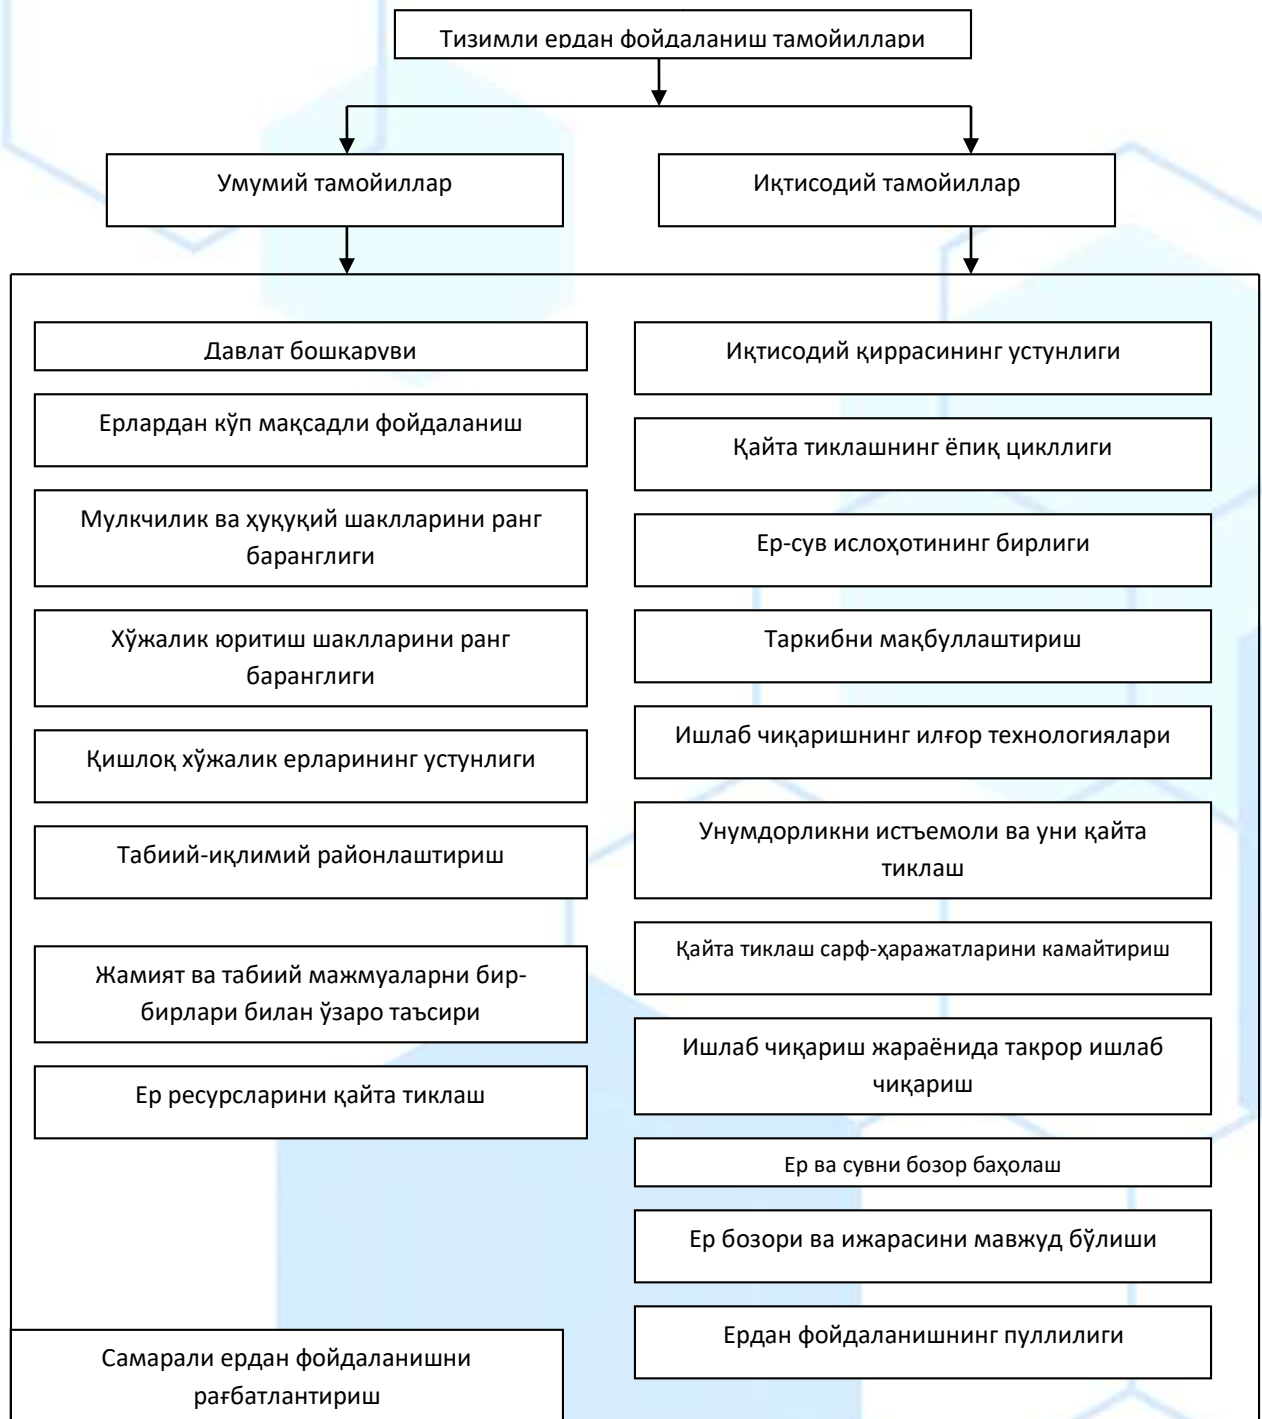 Тизимли ердан фойдаланиш тамойиллари
Умумий тамойиллар
Иқтисодий тамойиллар
Давлат бошқаруви
Ерлардан кўп мақсадли фойдаланиш
Мулкчилик ва ҳуқуқий шаклларини ранг
баранглиги
Хўжалик юритиш шаклларини ранг
баранглиги
Қишлоқ хўжалик ерларининг устунлиги
Табиий-иқлимий районлаштириш
Жамият ва табиий мажмуаларни бир-
бирлари билан ўзаро таъсири
Ер ресурсларини қайта тиклаш
Самарали ердан фойдаланишни
рағбатлантириш
Иқтисодий қиррасининг устунлиги
Қайта тиклашнинг ёпиқ цикллиги
Ер-сув ислоҳотининг бирлиги
Таркибни мақбуллаштириш
Ишлаб чиқаришнинг илғор технологиялари
Унумдорликни истъемоли ва уни қайта
тиклаш
Қайта тиклаш сарф-ҳаражатларини камайтириш
Ишлаб чиқариш жараёнида такрор ишлаб
чиқариш
Ер ва сувни бозор баҳолаш
Ер бозори ва ижарасини мавжуд бўлиши
Ердан фойдаланишнинг пуллилиги